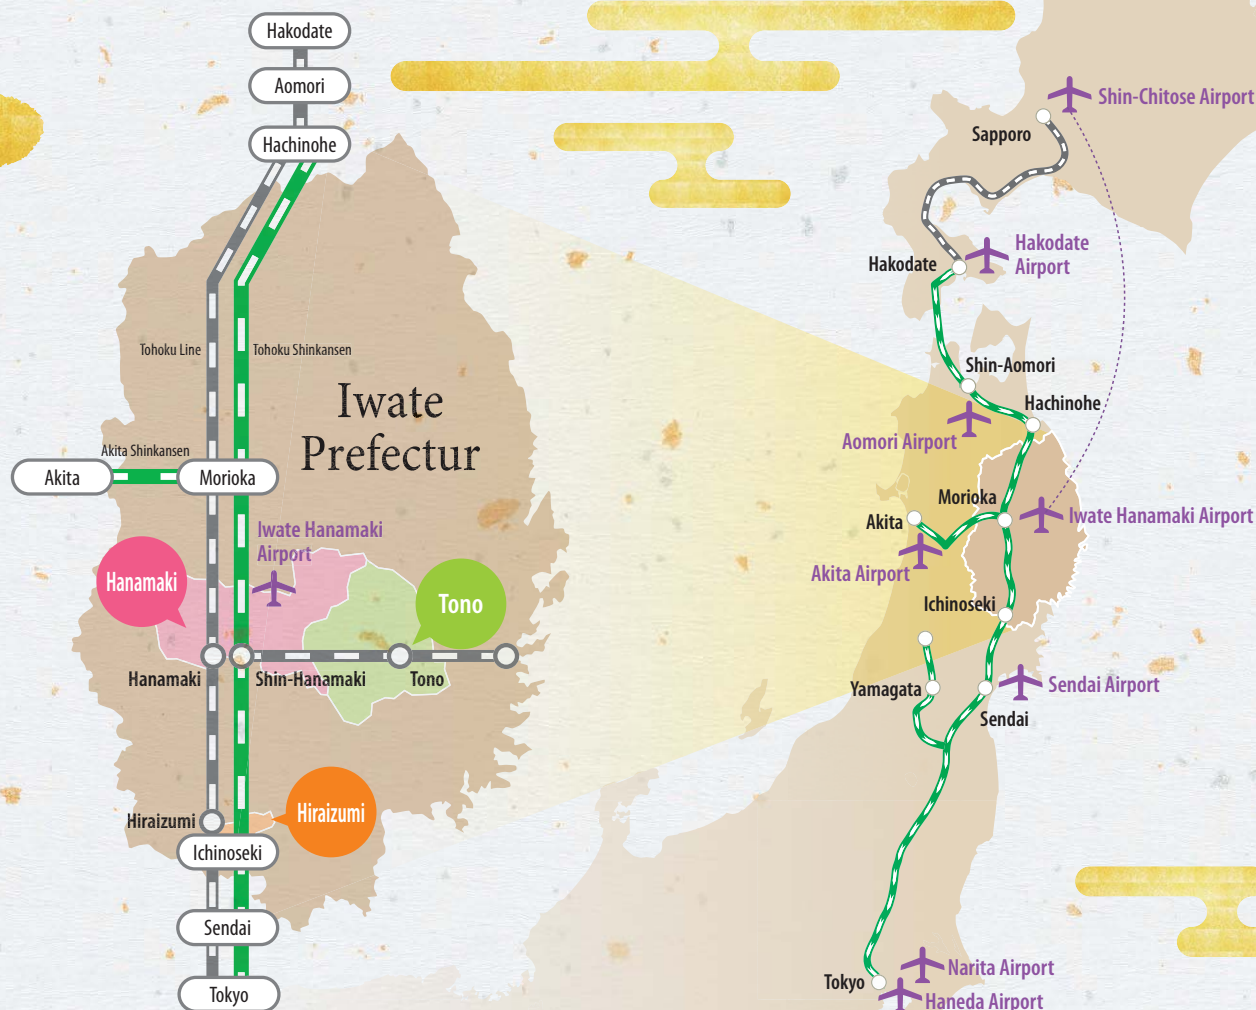 Hakodate
Aomori
Hachinohe
Tohoku Line
Tohoku Shinkansen
Iwate
Prefectur
Akita Shinkansen
Akita
Morioka
Iwate Hanamaki
Airport
Hanamaki
Tono
Hanamaki
Shin-Hanamaki
Tono
Hiraizumi
Hiraizumi
Ichinoseki
Sendai
Tokyo
Shin-Chitose Airport
Sapporo
Hakodate
Airport
Hakodate
Shin-Aomori
Hachinohe
Aomori Airport
Morioka
Akita
Iwate Hanamaki Airport
Akita Airport
Ichinoseki
Yamagata
Sendai Airport
Sendai
Tokyo
Narita Airport
Haneda Airport